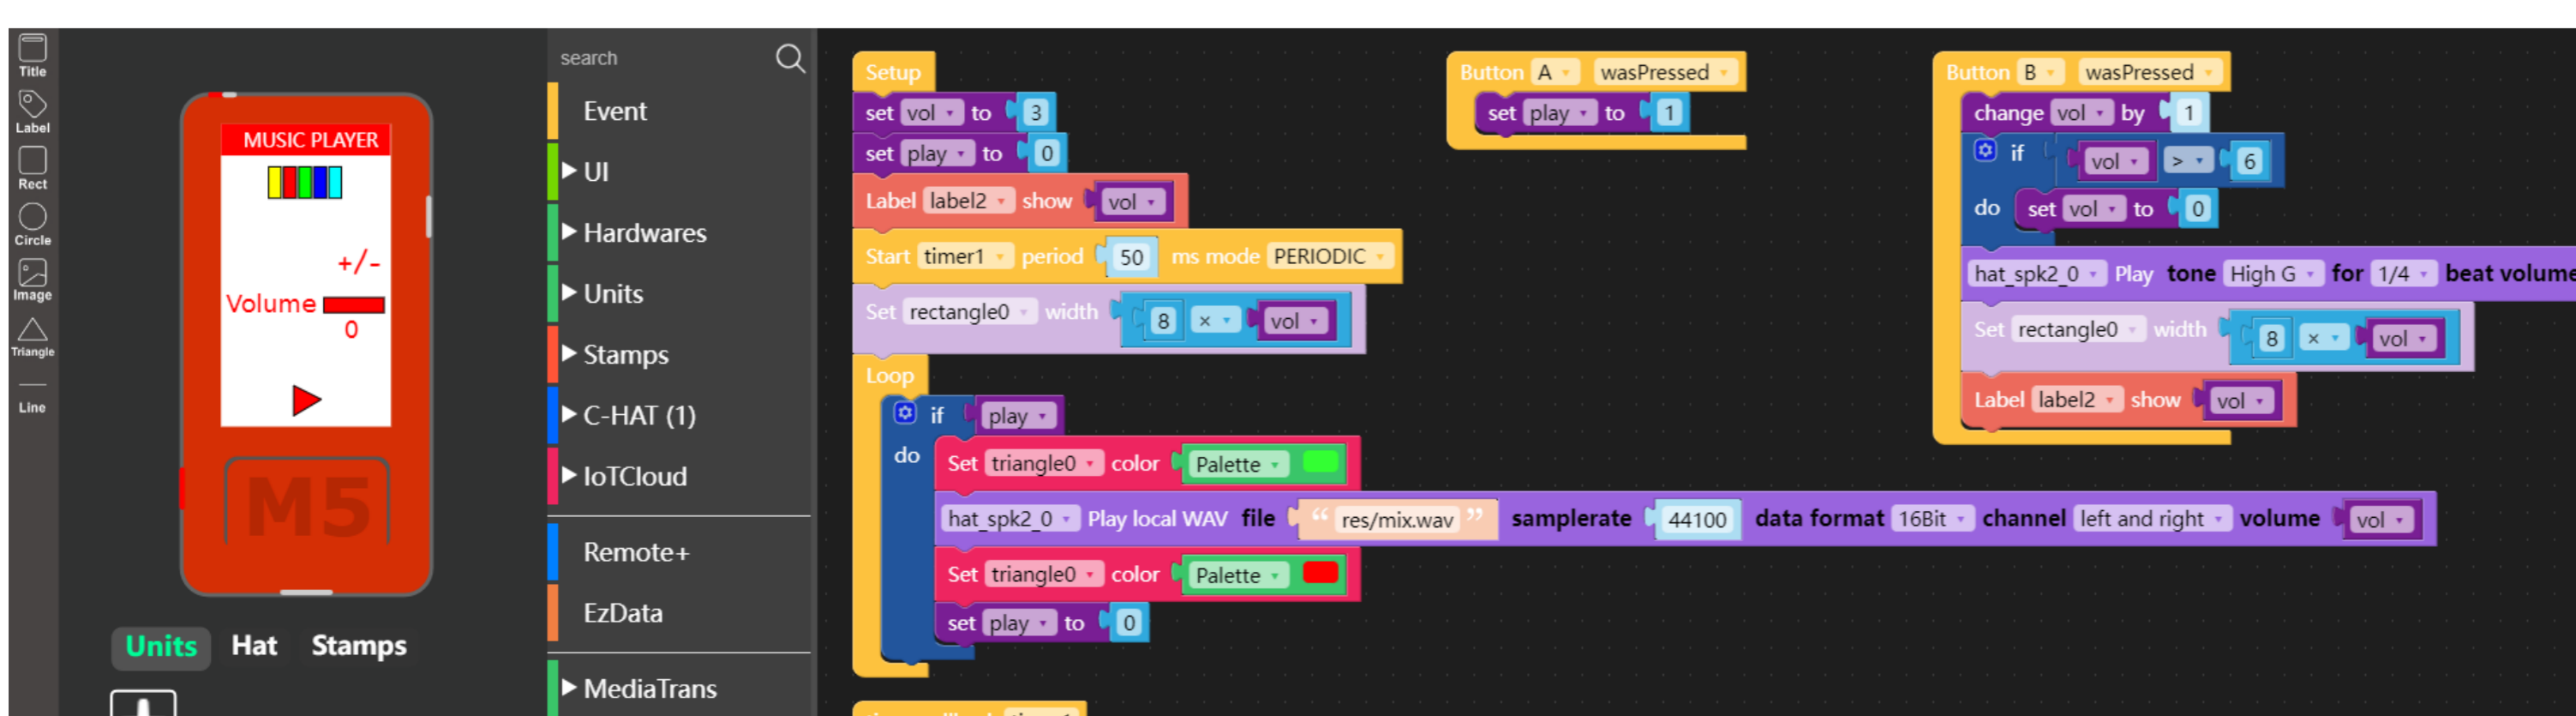 Title
Label
Rect
Circle
Image
Triangle
Line
MUSIC PLAYER
+/-
Volume
0
M5
Units Hat Stamps
search
Event
UI
Hardwares
Units
Stamps
C-HAT (1)
IoTCloud
Remote+
EzData
MediaTrans
Setup
set vol to 3
set play to 0
Label label2 show vol
Start timer1 period 50 ms mode PERIODIC
Set rectangle0 width 8 × vol
Loop
if play
do Set triangle0 color Palette
hat_spk2_0 Play local WAV file “ res/mix.wav ” samplerate 44100 data format 16Bit channel left and right volume vol
Set triangle0 color Palette
set play to 0
Button A wasPressed
set play to 1
Button B wasPressed
change vol by 1
if vol > 6
do set vol to 0
hat_spk2_0 Play tone High G for 1/4 beat volume
Set rectangle0 width 8 × vol
Label label2 show vol